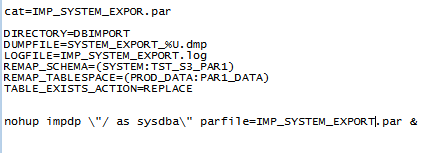 cat=IMP_SYSTEM_EXPOR.par
DIRECTORY=DBIMPORT
DUMPFILE=SYSTEM_EXPORT_%U.dmp
LOGFILE=IMP_SYSTEM_EXPORT.log
REMAP_SCHEMA=(SYSTEM:TST_S3_PAR1)
REMAP_TABLESPACE=(PROD_DATA:PAR1_DATA)
TABLE_EXISTS_ACTION=REPLACE
nohup impdp \"/ as sysdba\" parfile=IMP_SYSTEM_EXPORT.par &